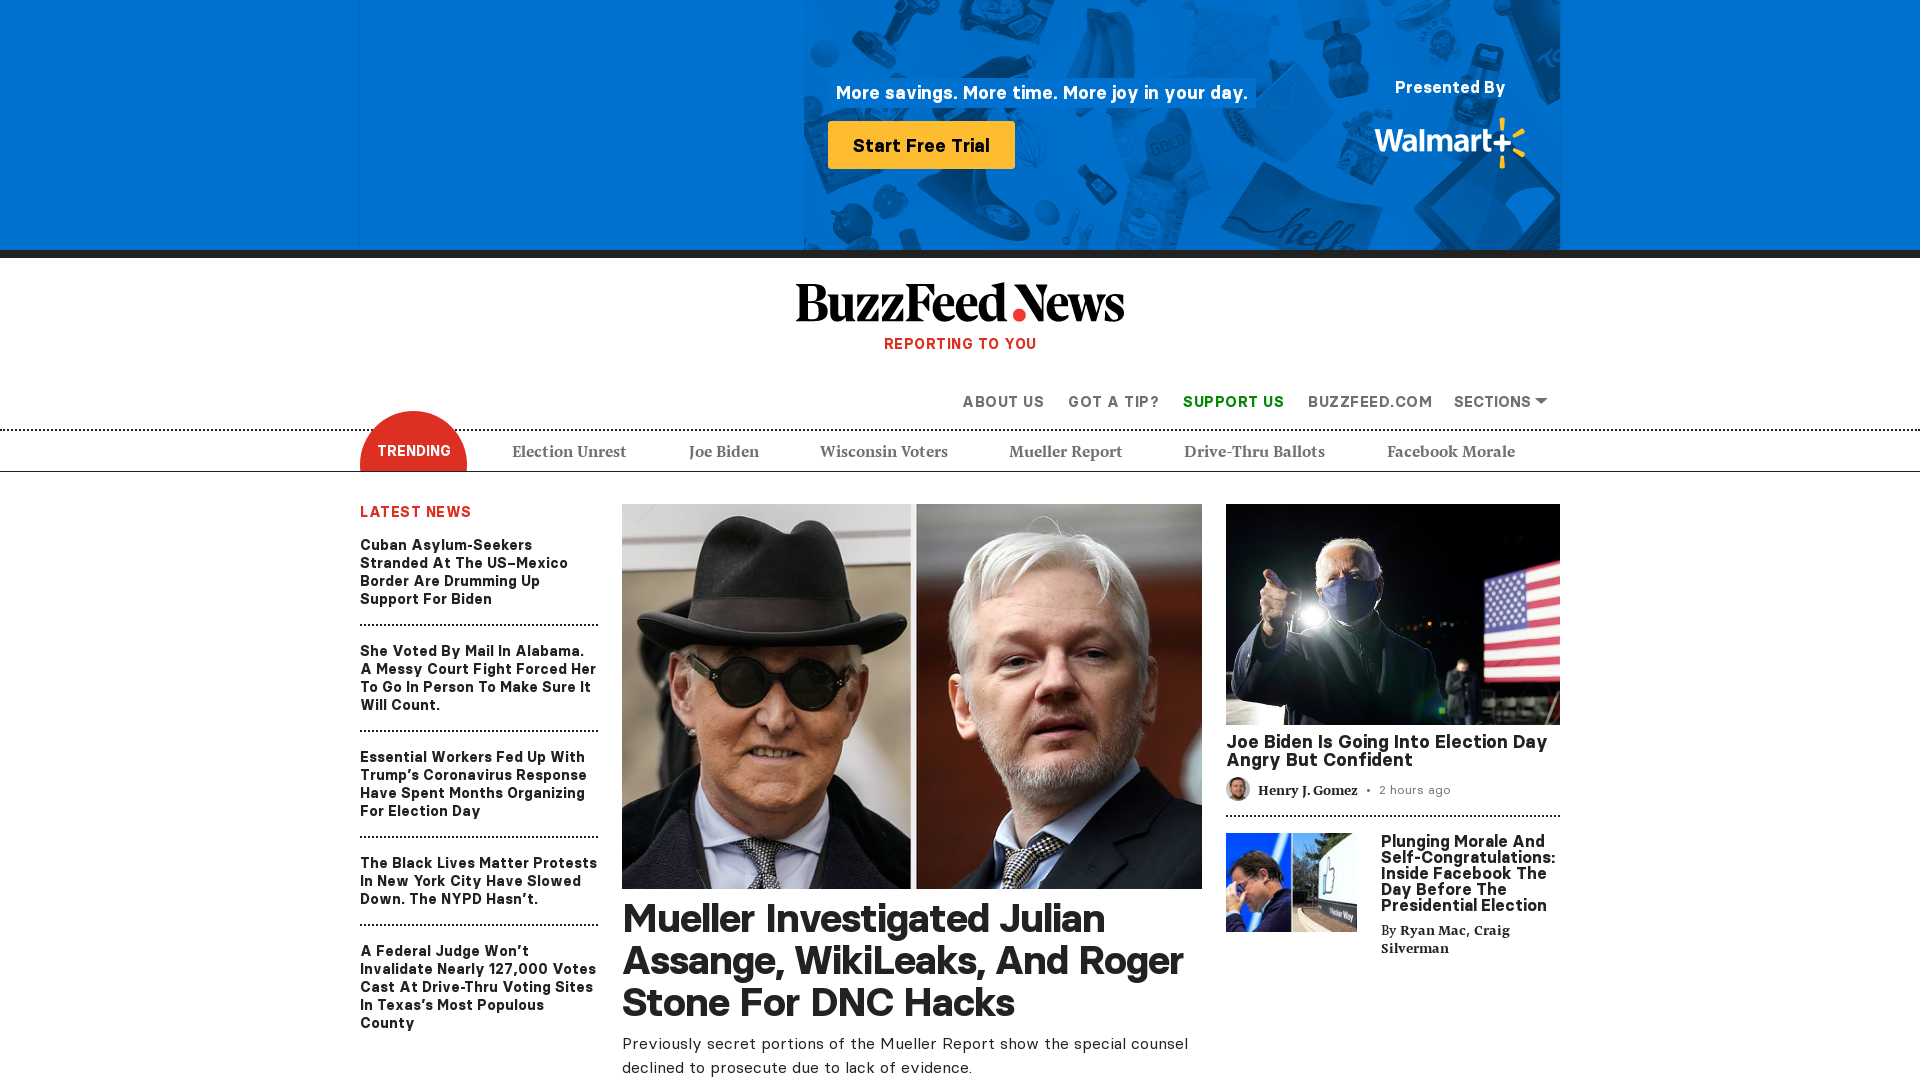 More savings. More time. More joy in your day.
Start Free Trial
Presented By
Walmart+
BuzzFeed News
REPORTING TO YOU
ABOUT US
GOT A TIP?
SUPPORT US
BUZZFEED.COM
SECTIONS
TRENDING
Election Unrest
Joe Biden
Wisconsin Voters
Mueller Report
Drive-Thru Ballots
Facebook Morale
LATEST NEWS
Cuban Asylum-Seekers
Stranded At The US–Mexico
Border Are Drumming Up
Support For Biden
She Voted By Mail In Alabama.
A Messy Court Fight Forced Her
To Go In Person To Make Sure It
Will Count.
Essential Workers Fed Up With
Trump’s Coronavirus Response
Have Spent Months Organizing
For Election Day
The Black Lives Matter Protests
In New York City Have Slowed
Down. The NYPD Hasn’t.
A Federal Judge Won’t
Invalidate Nearly 127,000 Votes
Cast At Drive-Thru Voting Sites
In Texas’s Most Populous
County
Mueller Investigated Julian
Assange, WikiLeaks, And Roger
Stone For DNC Hacks
Previously secret portions of the Mueller Report show the special counsel
declined to prosecute due to lack of evidence.
Joe Biden Is Going Into Election Day
Angry But Confident
Henry J. Gomez • 2 hours ago
Plunging Morale And
Self-Congratulations:
Inside Facebook The
Day Before The
Presidential Election
By Ryan Mac, Craig
Silverman
hello
GOLD